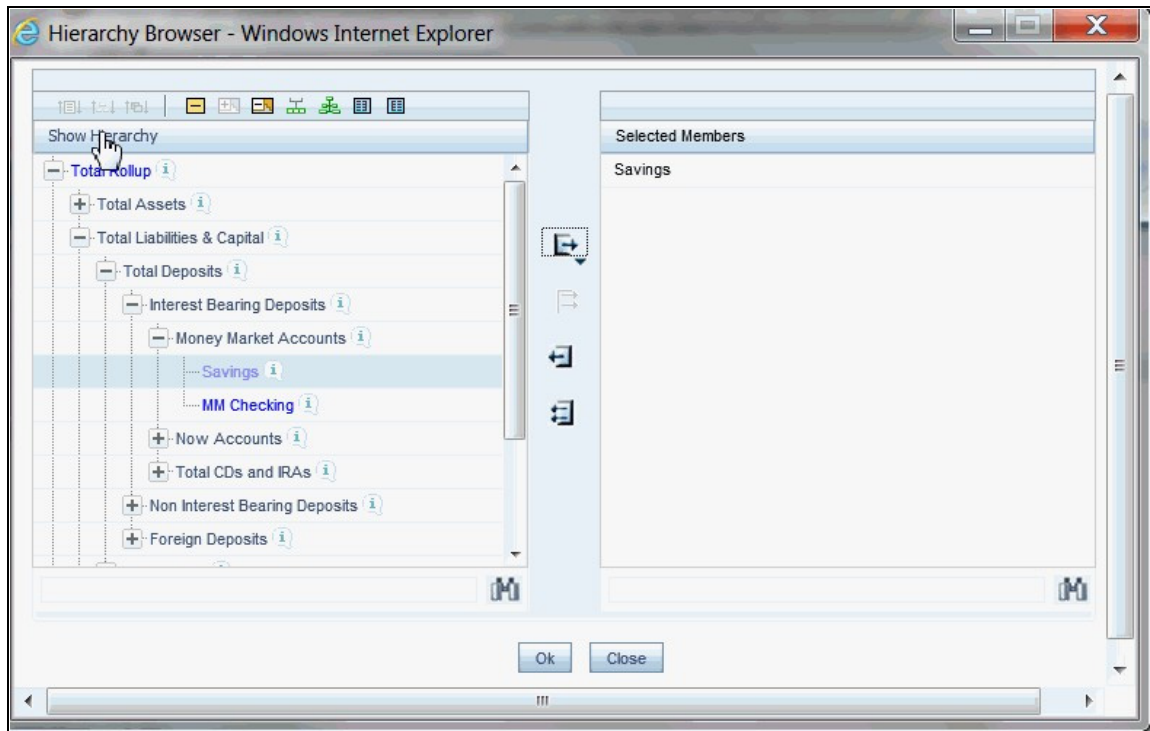 Hierarchy Browser - Windows Internet Explorer
Show Hierarchy
Selected Members
Total Rollup
Savings
Total Assets
Total Liabilities & Capital
Total Deposits
Interest Bearing Deposits
Money Market Accounts
Savings
MM Checking
Now Accounts
Total CDs and IRAs
Non Interest Bearing Deposits
Foreign Deposits
Ok Close